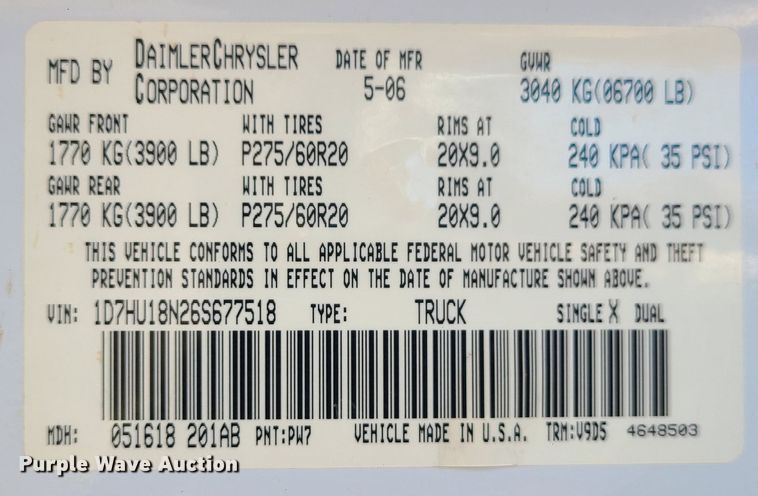 MFD BY DAIMLERCHRYSLER CORPORATION DATE OF MFR 5-06 GVWR 3040 KG(06700 LB)
GAWR FRONT WITH TIRES RIMS AT COLD
1770 KG(3900 LB) P275/60R20 20X9.0 240 KPA( 35 PSI)
GAWR REAR WITH TIRES RIMS AT COLD
1770 KG(3900 LB) P275/60R20 20X9.0 240 KPA( 35 PSI)
THIS VEHICLE CONFORMS TO ALL APPLICABLE FEDERAL MOTOR VEHICLE SAFETY AND THEFT
PREVENTION STANDARDS IN EFFECT ON THE DATE OF MANUFACTURE SHOWN ABOVE.
VIN: 1D7HU18N26S677518 TYPE: TRUCK SINGLE X DUAL
MDH: 051618 201AB PNT:PW7 VEHICLE MADE IN U.S.A. TRM:V9D5 4648503
Purple Wave Auction